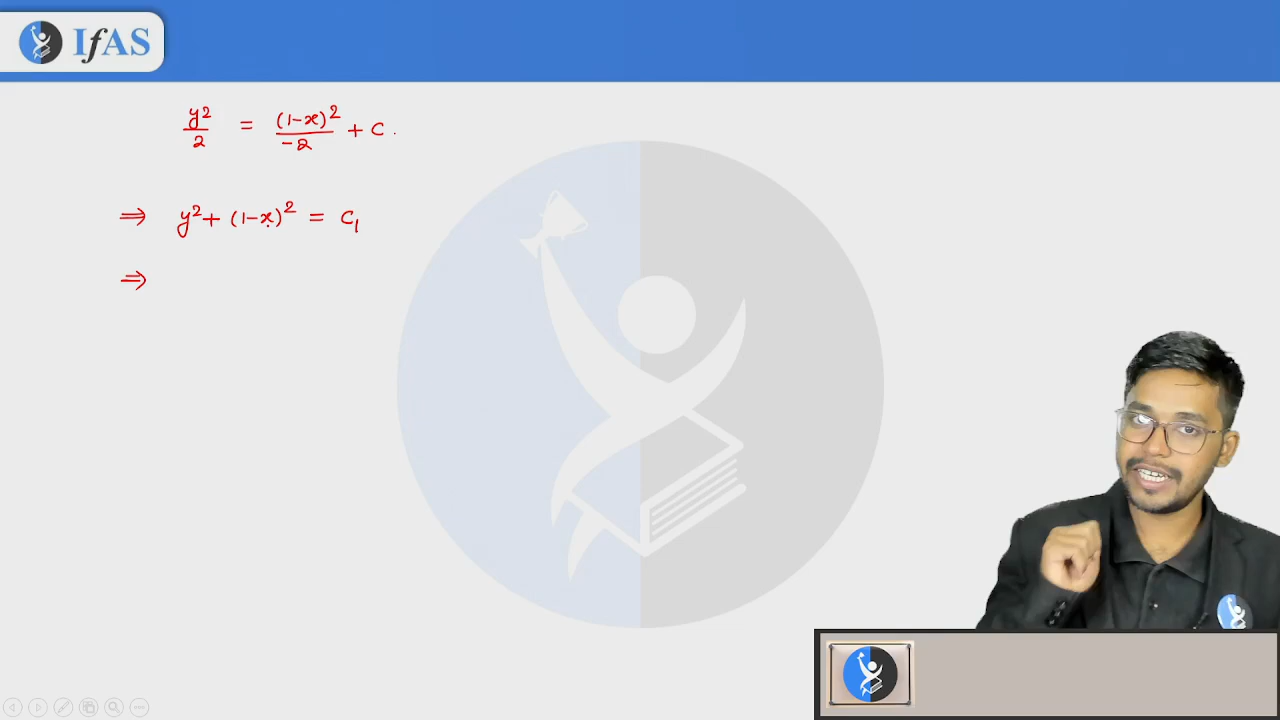 IfAS
y²/2 = (1-x)²/-2 + C.
⇒ y² + (1-x)² = C₁
⇒